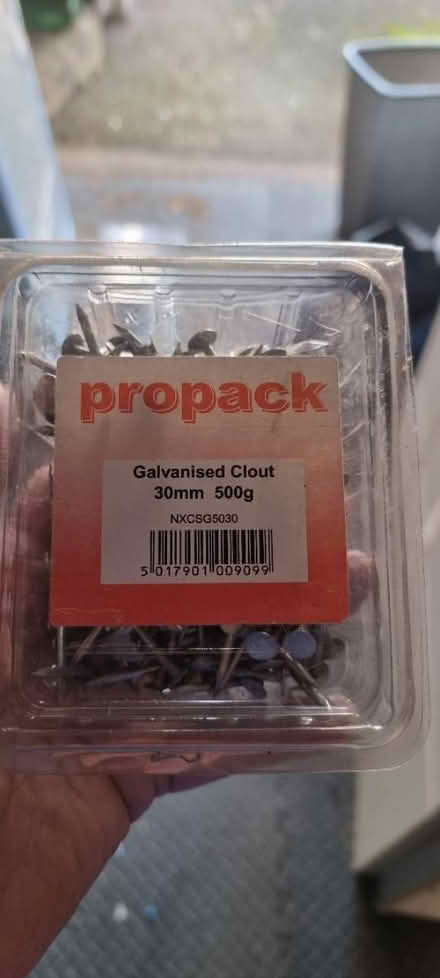 propack
Galvanised Clout
30mm 500g
NXCSG5030
5 017901 009099